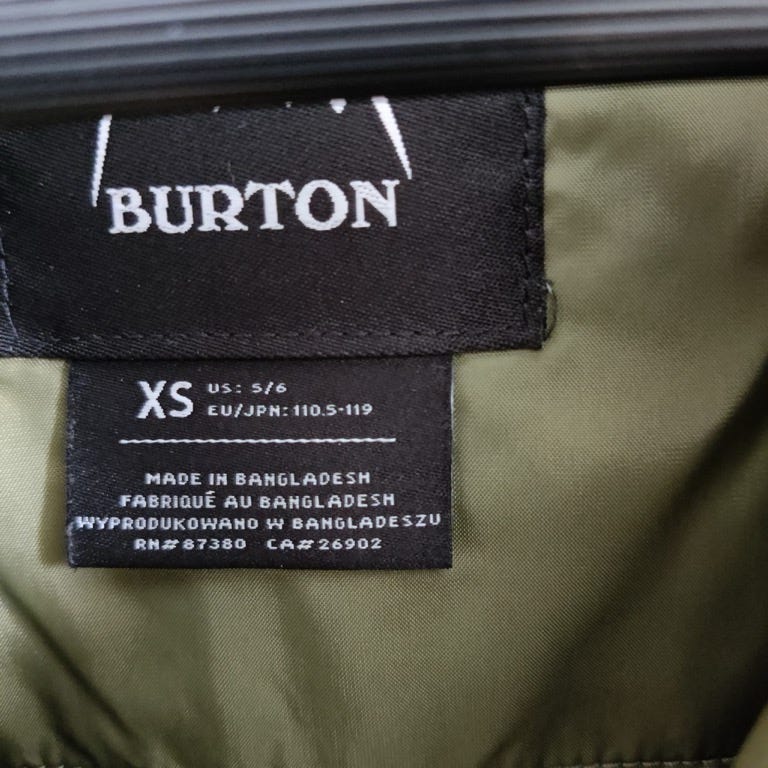 BURTON
XS US: 5/6
EU/JPN: 110.5-119
MADE IN BANGLADESH
FABRIQUÉ AU BANGLADESH
WYPRODUKOWANO W BANGLADESZU
RN# 87380 CA# 26902